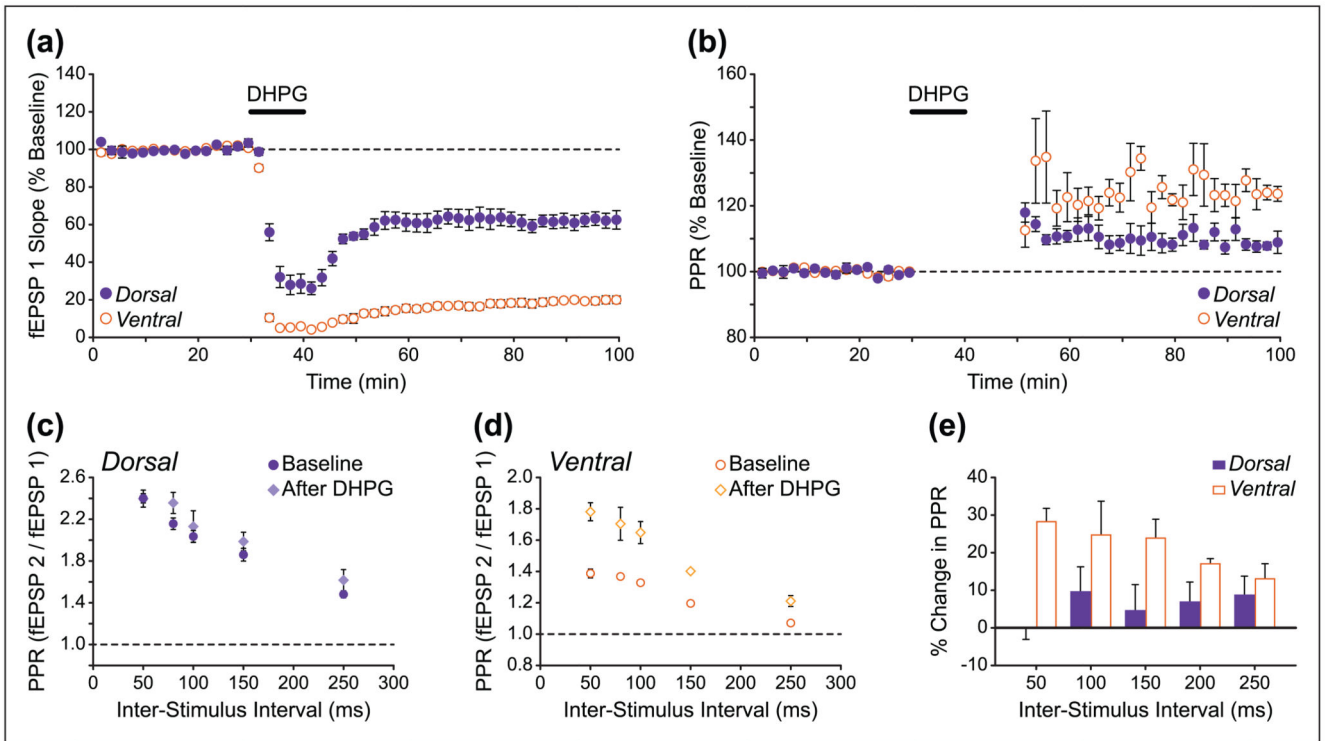 (a)
fEPSP 1 Slope (% Baseline)
140
120
100
80
60
40
20
0
DHPG
Dorsal
Ventral
0 20 40 60 80 100
Time (min)
(b)
PPR (% Baseline)
160
140
120
100
80
DHPG
Dorsal
Ventral
0 20 40 60 80 100
Time (min)
(c)
Dorsal
Baseline
After DHPG
PPR (fEPSP 2 / fEPSP 1)
2.6
2.2
1.8
1.4
1.0
0 50 100 150 200 250 300
Inter-Stimulus Interval (ms)
(d)
Ventral
Baseline
After DHPG
PPR (fEPSP 2 / fEPSP 1)
2.0
1.8
1.6
1.4
1.2
1.0
0.8
0 50 100 150 200 250 300
Inter-Stimulus Interval (ms)
(e)
Dorsal
Ventral
% Change in PPR
40
30
20
10
0
-10
50 100 150 200 250
Inter-Stimulus Interval (ms)